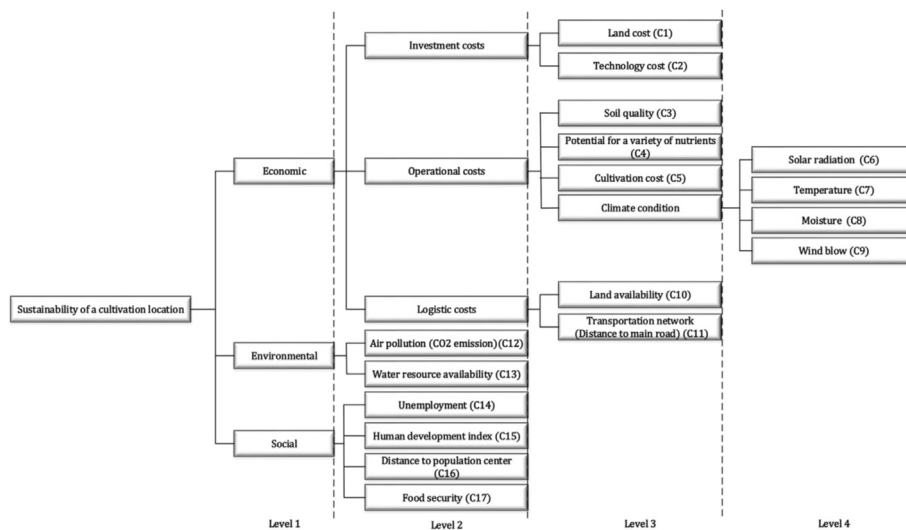 Sustainability of a cultivation location
Economic
Environmental
Social
Investment costs
Operational costs
Logistic costs
Air pollution (CO2 emission)(C12)
Water resource availability (C13)
Unemployment (C14)
Human development index (C15)
Distance to population center
(C16)
Food security (C17)
Land cost (C1)
Technology cost (C2)
Soil quality (C3)
Potential for a variety of nutrients
(C4)
Cultivation cost (C5)
Climate condition
Land availability (C10)
Transportation network
(Distance to main road) (C11)
Solar radiation (C6)
Temperature (C7)
Moisture (C8)
Wind blow (C9)
Level 1
Level 2
Level 3
Level 4